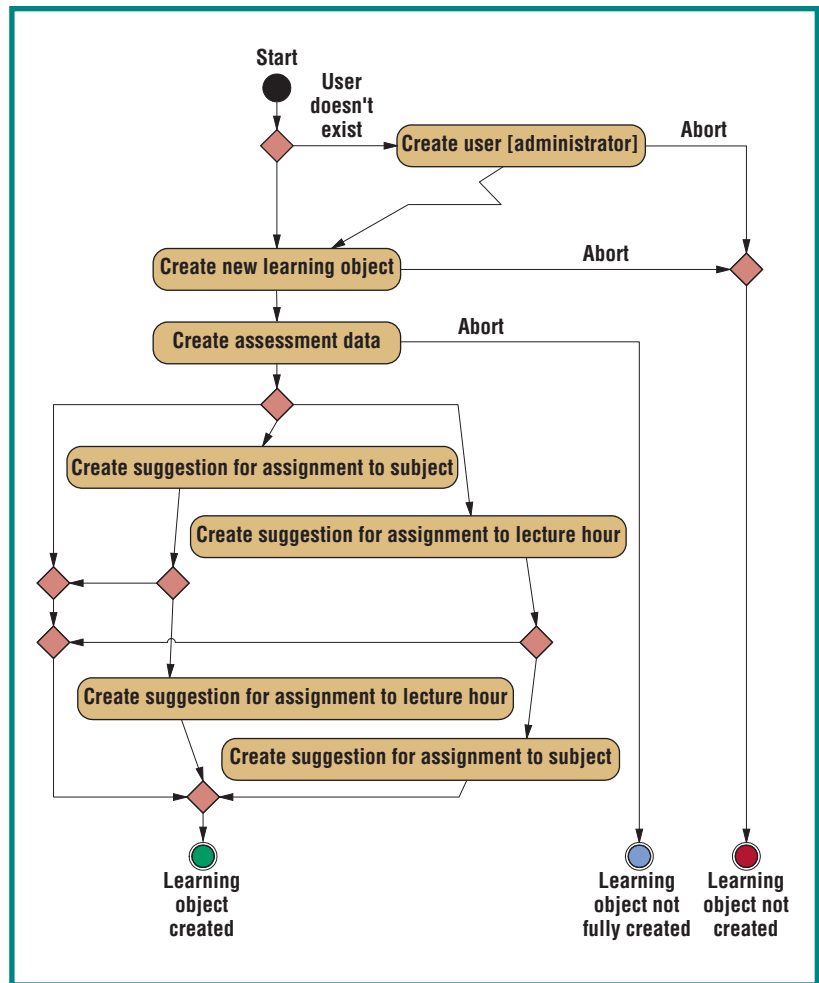 Start
User
doesn't
exist
Create user [administrator]
Abort
Create new learning object
Abort
Create assessment data
Abort
Create suggestion for assignment to subject
Create suggestion for assignment to lecture hour
Create suggestion for assignment to lecture hour
Create suggestion for assignment to subject
Learning
object
created
Learning
object not
fully created
Learning
object not
created